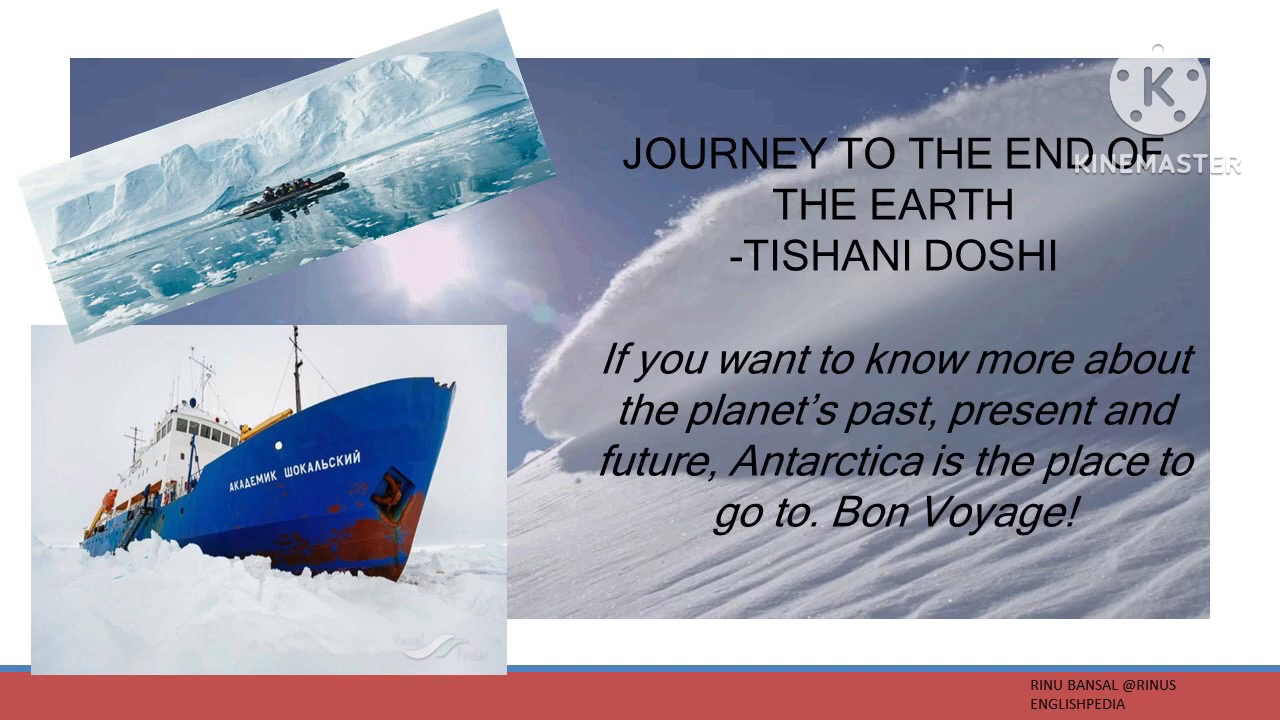 JOURNEY TO THE END OF
THE EARTH
-TISHANI DOSHI
If you want to know more about
the planet’s past, present and
future, Antarctica is the place to
go to. Bon Voyage!
K
KINEMASTER
АКАДЕМИК ШОКАЛЬСКИЙ
Vessel
Finder
RINU BANSAL @RINUS
ENGLISHPEDIA